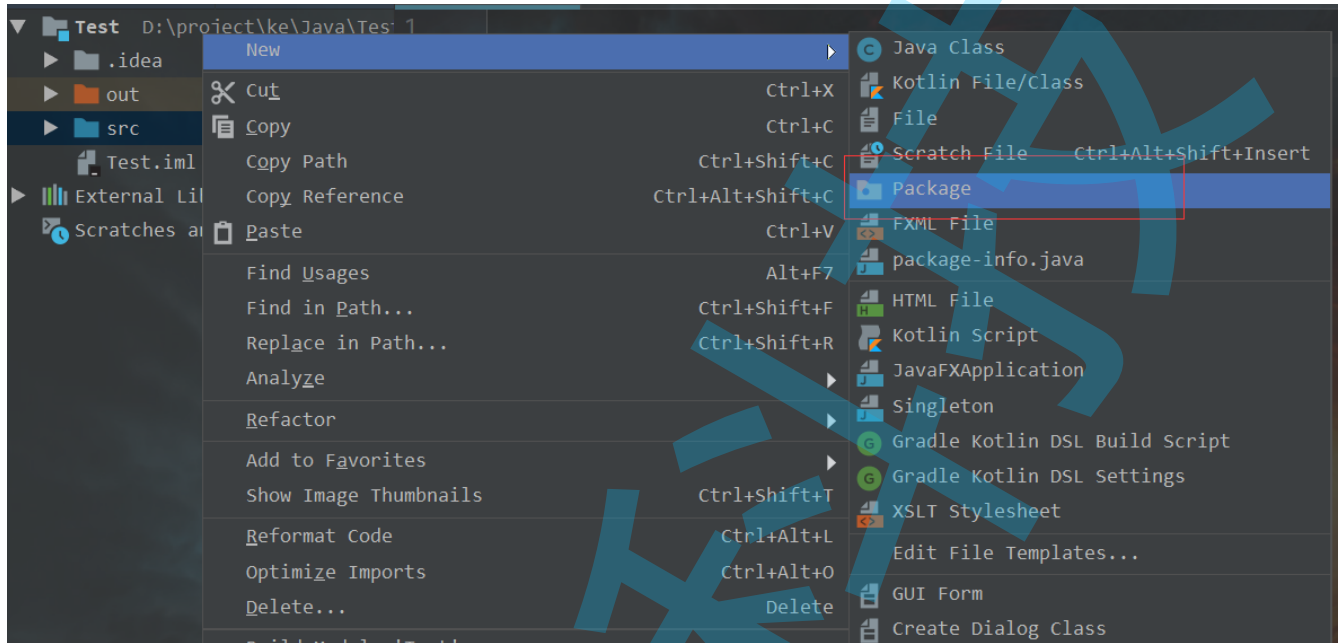 Test D:\project\ke\Java\Tes 1
.idea
out
src
Test.iml
External Li
Scratches a
New
Cut Ctrl+X
Copy Ctrl+C
Copy Path Ctrl+Shift+C
Copy Reference Ctrl+Alt+Shift+C
Paste Ctrl+V
Find Usages Alt+F7
Find in Path... Ctrl+Shift+F
Replace in Path... Ctrl+Shift+R
Analyze
Refactor
Add to Favorites
Show Image Thumbnails Ctrl+Shift+T
Reformat Code Ctrl+Alt+L
Optimize Imports Ctrl+Alt+O
Delete... Delete
Java Class
Kotlin File/Class
File
Scratch File Ctrl+Alt+Shift+Insert
Package
FXML File
package-info.java
HTML File
Kotlin Script
JavaFXApplication
Singleton
Gradle Kotlin DSL Build Script
Gradle Kotlin DSL Settings
XSLT Stylesheet
Edit File Templates...
GUI Form
Create Dialog Class